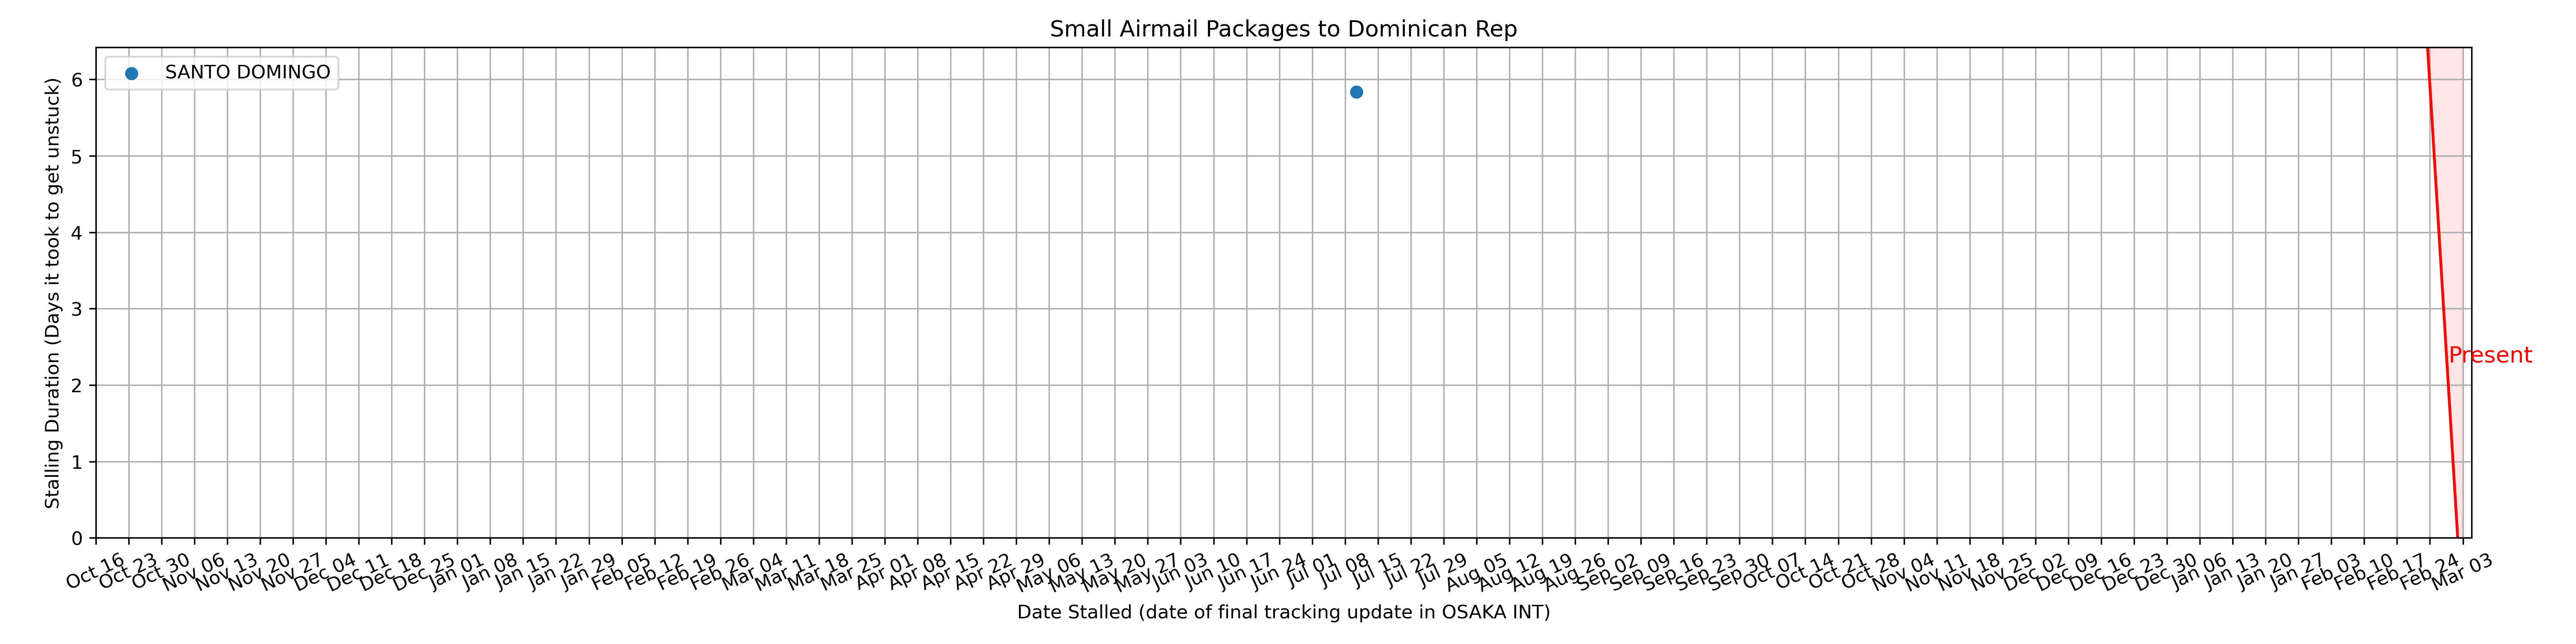 Small Airmail Packages to Dominican Rep
SANTO DOMINGO
Stalling Duration (Days it took to get unstuck)
6
5
4
3
2
1
0
Present
Oct 16 Oct 23 Oct 30 Nov 06 Nov 13 Nov 20 Nov 27 Dec 04 Dec 11 Dec 18 Dec 25 Jan 01 Jan 08 Jan 15 Jan 22 Jan 29 Feb 05 Feb 12 Feb 19 Feb 26 Mar 04 Mar 11 Mar 18 Mar 25 Apr 01 Apr 08 Apr 15 Apr 22 Apr 29 May 06 May 13 May 20 May 27 Jun 03 Jun 10 Jun 17 Jun 24 Jul 01 Jul 08 Jul 15 Jul 22 Jul 29 Aug 05 Aug 12 Aug 19 Aug 26 Sep 02 Sep 09 Sep 16 Sep 23 Sep 30 Oct 07 Oct 14 Oct 21 Oct 28 Nov 04 Nov 11 Nov 18 Nov 25 Dec 02 Dec 09 Dec 16 Dec 23 Dec 30 Jan 06 Jan 13 Jan 20 Jan 27 Feb 03 Feb 10 Feb 17 Feb 24 Mar 03
Date Stalled (date of final tracking update in OSAKA INT)